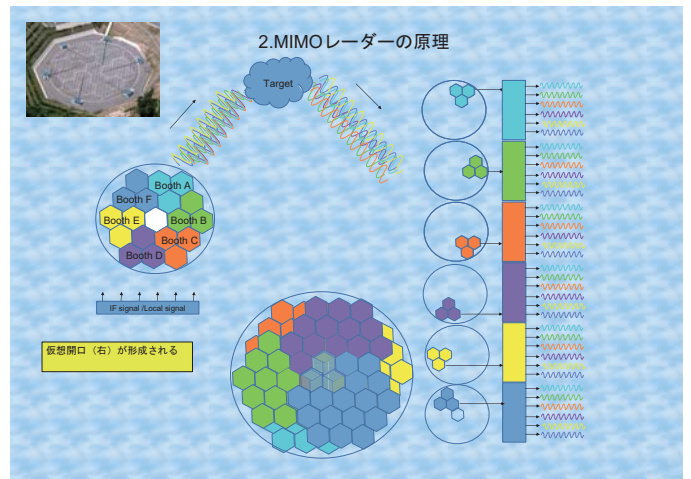 2.MIMOレーダーの原理
Target
Booth A
Booth F
Booth E
Booth B
Booth C
Booth D
IF signal /Local signal
仮想開口（右）が形成される